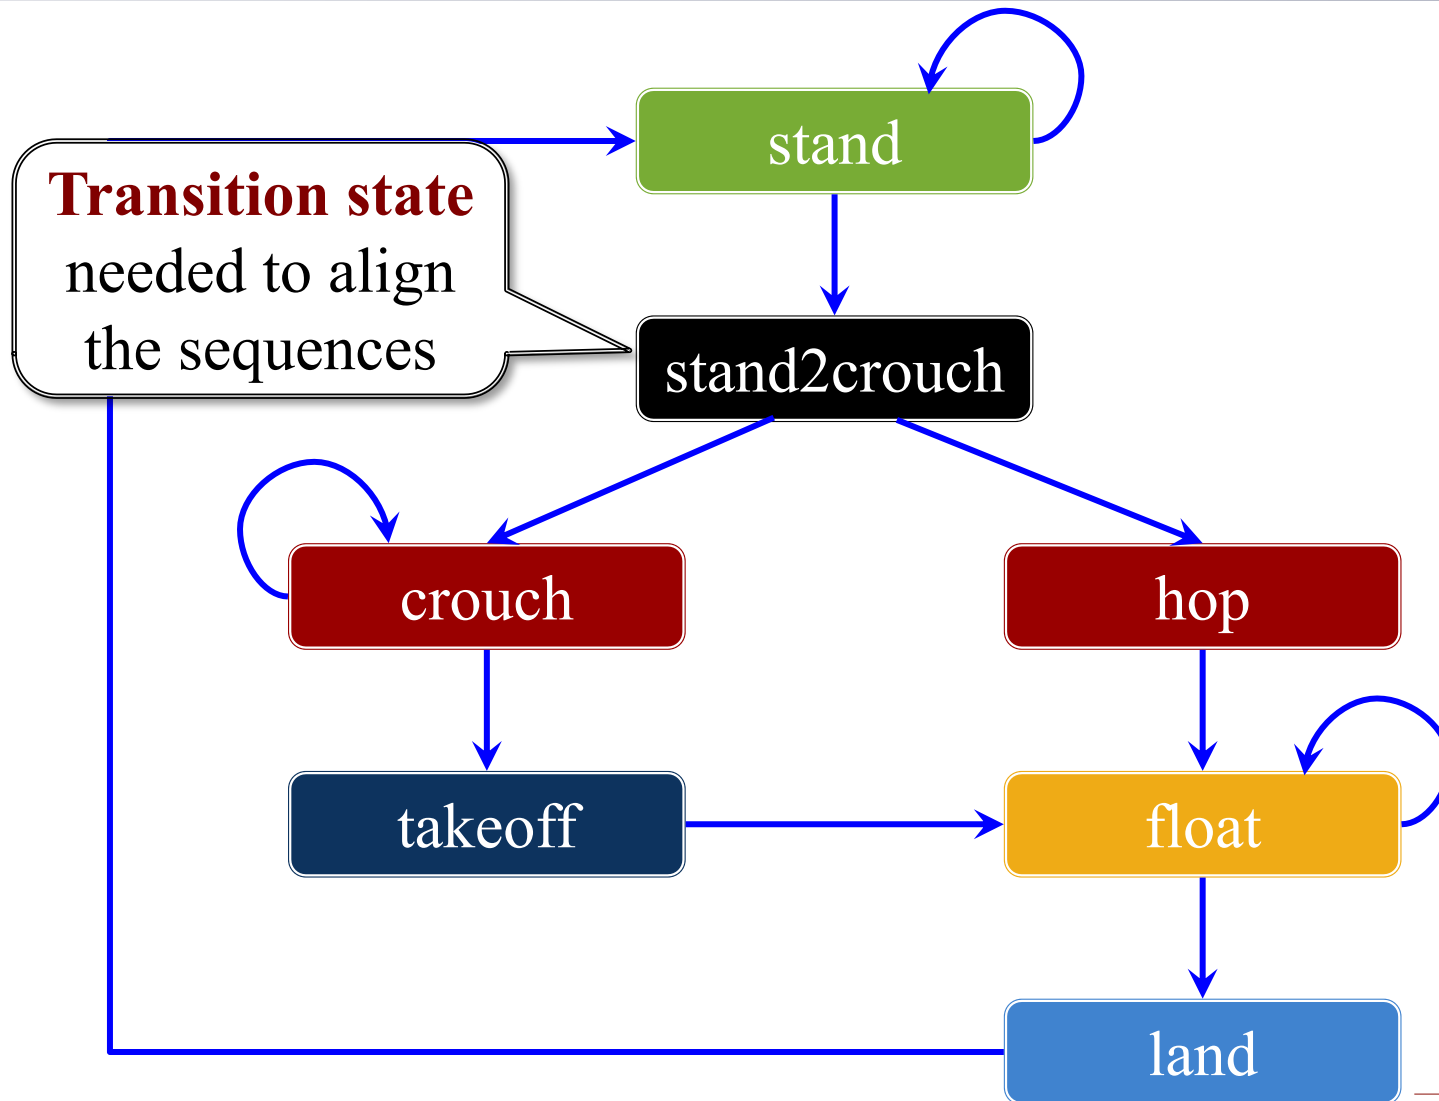 stand
Transition state
needed to align
the sequences
stand2crouch
crouch
hop
takeoff
float
land